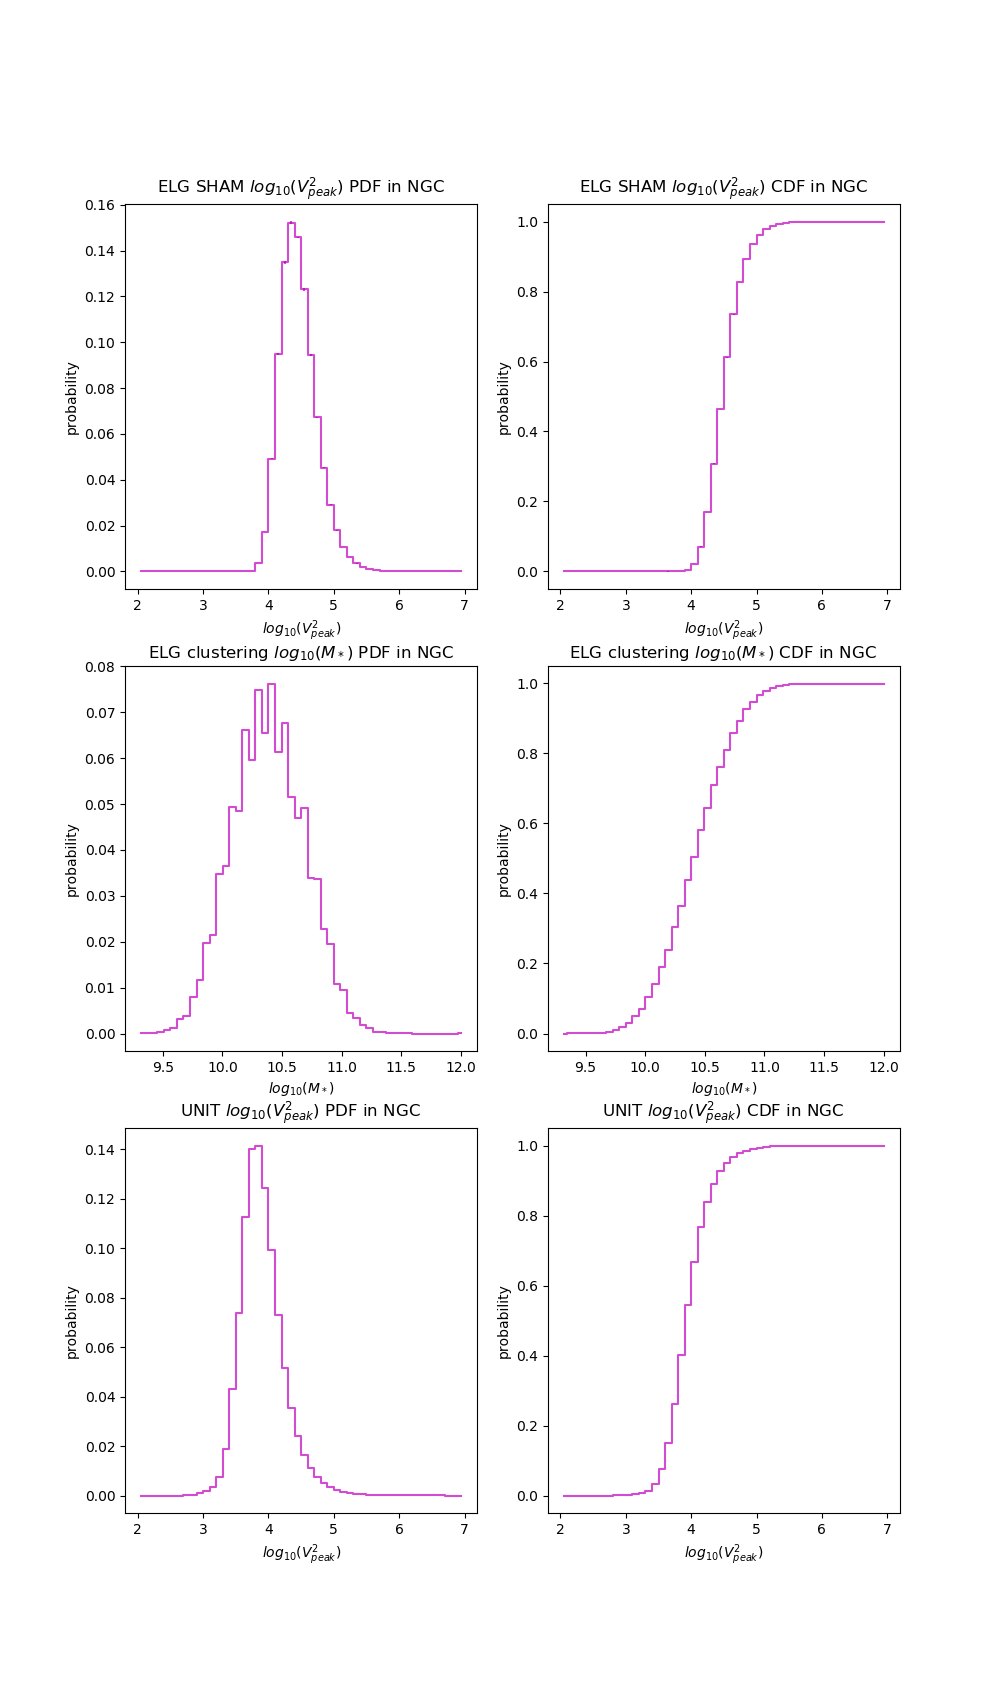 ELG SHAM log10(V²peak) PDF in NGC
0.16
0.14
0.12
0.10
0.08
0.06
0.04
0.02
0.00
probability
2 3 4 5 6 7
log10(V²peak)
ELG SHAM log10(V²peak) CDF in NGC
1.0
0.8
0.6
0.4
0.2
0.0
probability
2 3 4 5 6 7
log10(V²peak)
ELG clustering log10(M*) PDF in NGC
0.08
0.07
0.06
0.05
0.04
0.03
0.02
0.01
0.00
probability
9.5 10.0 10.5 11.0 11.5 12.0
log10(M*)
ELG clustering log10(M*) CDF in NGC
1.0
0.8
0.6
0.4
0.2
0.0
probability
9.5 10.0 10.5 11.0 11.5 12.0
log10(M*)
UNIT log10(V²peak) PDF in NGC
0.14
0.12
0.10
0.08
0.06
0.04
0.02
0.00
probability
2 3 4 5 6 7
log10(V²peak)
UNIT log10(V²peak) CDF in NGC
1.0
0.8
0.6
0.4
0.2
0.0
probability
2 3 4 5 6 7
log10(V²peak)